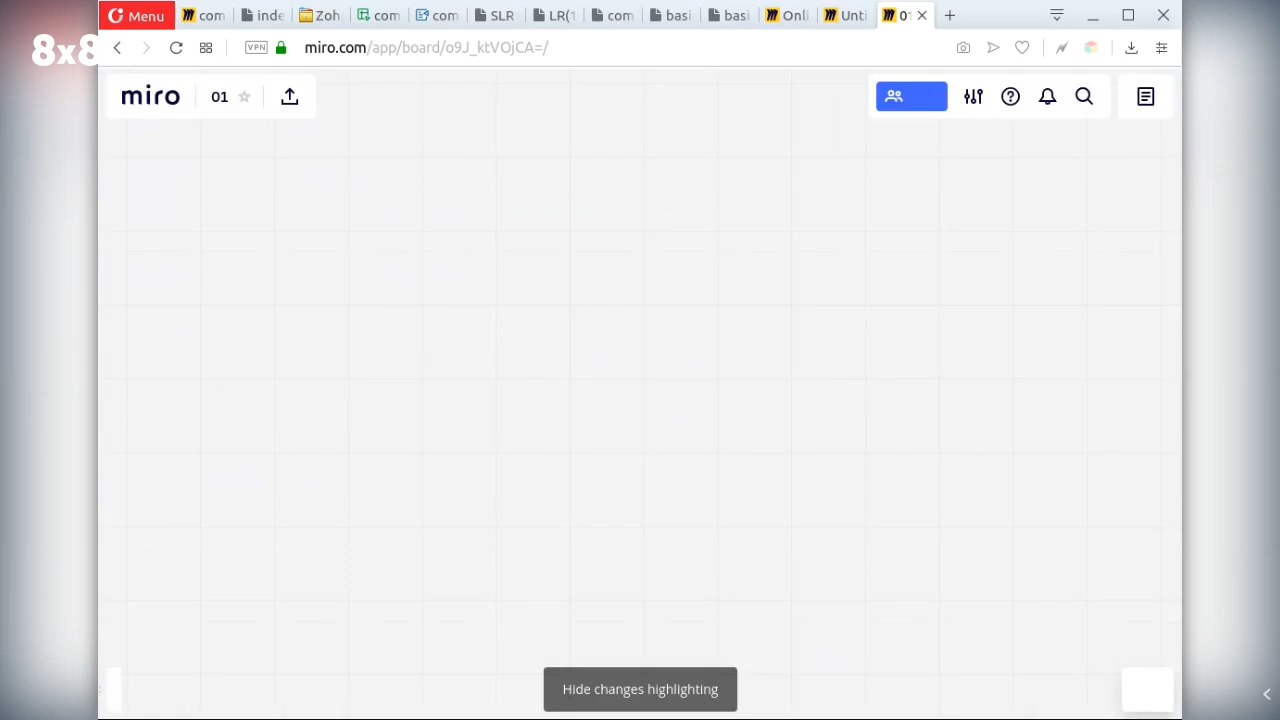 8x8
Menu
com
inde
Zoh
com
com
SLR
LR(1
com
basi
basi
Onli
Unti
01
VPN
miro.com/app/board/o9J_ktVOjCA=/
miro
01
Hide changes highlighting